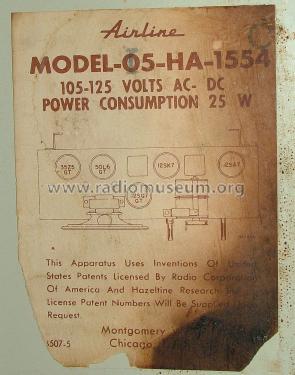 Airline
MODEL-05-HA-1554
105-125 VOLTS AC- DC
POWER CONSUMPTION 25 W
35Z5
GT
50L6
GT
12SK7
12SA7
12SQ7
GT
© www.radiomuseum.org
This Apparatus Uses Inventions Of United
States Patents Licensed By Radio Corporation
Of America And Hazeltine Research
License Patent Numbers Will Be Supplied
Request.
Montgomery
Chicago